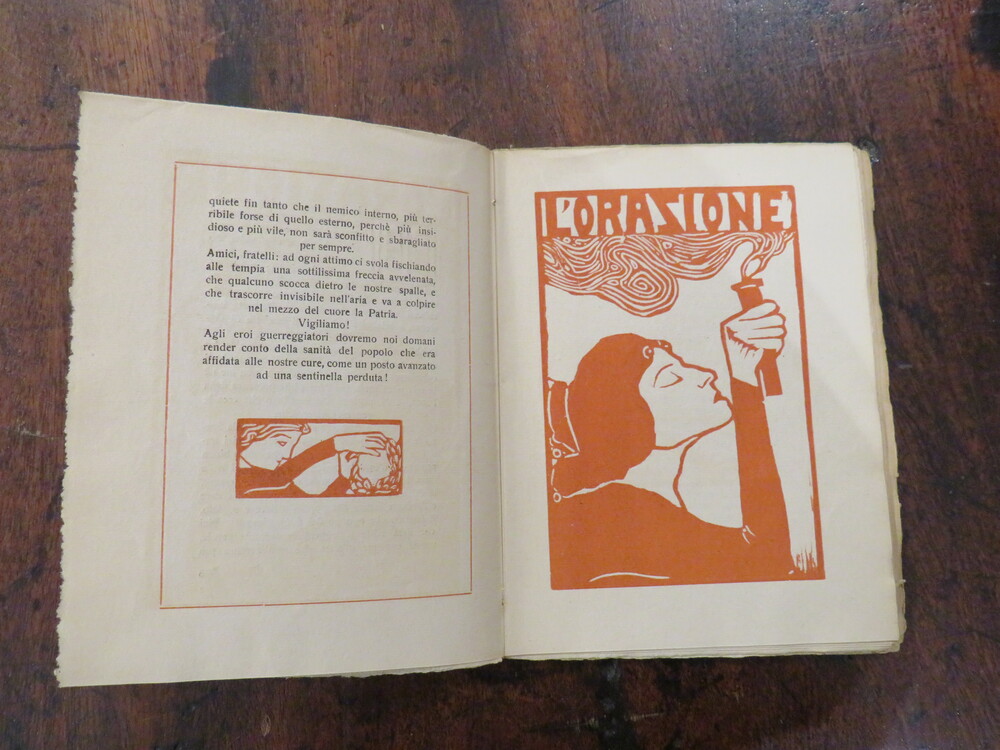 quiete fin tanto che il nemico interno, più ter-
ribile forse di quello esterno, perchè più insi-
dioso e più vile, non sarà sconfitto e sbaragliato
per sempre.
Amici, fratelli: ad ogni attimo ci svola fischiando
alle tempia una sottilissima freccia avvelenata,
che qualcuno scocca dietro le nostre spalle, e
che trascorre invisibile nell'aria e va a colpire
nel mezzo del cuore la Patria.
Vigiliamo!
Agli eroi guerreggiatori dovremo noi domani
render conto della sanità del popolo che era
affidata alle nostre cure, come un posto avanzato
ad una sentinella perduta!
L'ORAZIONE